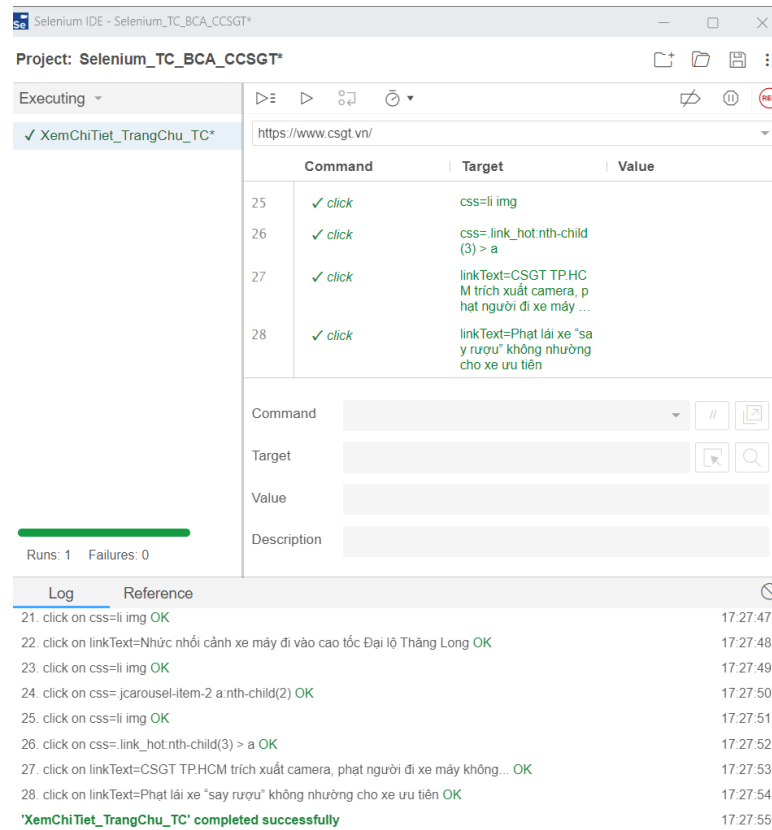 Se Selenium IDE - Selenium_TC_BCA_CCSGT*
Project: Selenium_TC_BCA_CCSGT*
Executing
✓ XemChiTiet_TrangChu_TC*
https://www.csgt.vn/
Command Target Value
25 ✓ click css=li img
26 ✓ click css=.link_hot:nth-child
(3) > a
27 ✓ click linkText=CSGT TP.HC
M trích xuất camera, p
hạt người đi xe máy ...
28 ✓ click linkText=Phạt lái xe “sa
y rượu” không nhường
cho xe ưu tiên
Command //
Target
Value
Description
Runs: 1 Failures: 0
Log Reference
21. click on css=li img OK 17:27:47
22. click on linkText=Nhức nhối cảnh xe máy đi vào cao tốc Đại lộ Thăng Long OK 17:27:48
23. click on css=li img OK 17:27:49
24. click on css=.jcarousel-item-2 a:nth-child(2) OK 17:27:50
25. click on css=li img OK 17:27:51
26. click on css=.link_hot:nth-child(3) > a OK 17:27:52
27. click on linkText=CSGT TP.HCM trích xuất camera, phạt người đi xe máy không... OK 17:27:53
28. click on linkText=Phạt lái xe “say rượu” không nhường cho xe ưu tiên OK 17:27:54
'XemChiTiet_TrangChu_TC' completed successfully 17:27:55